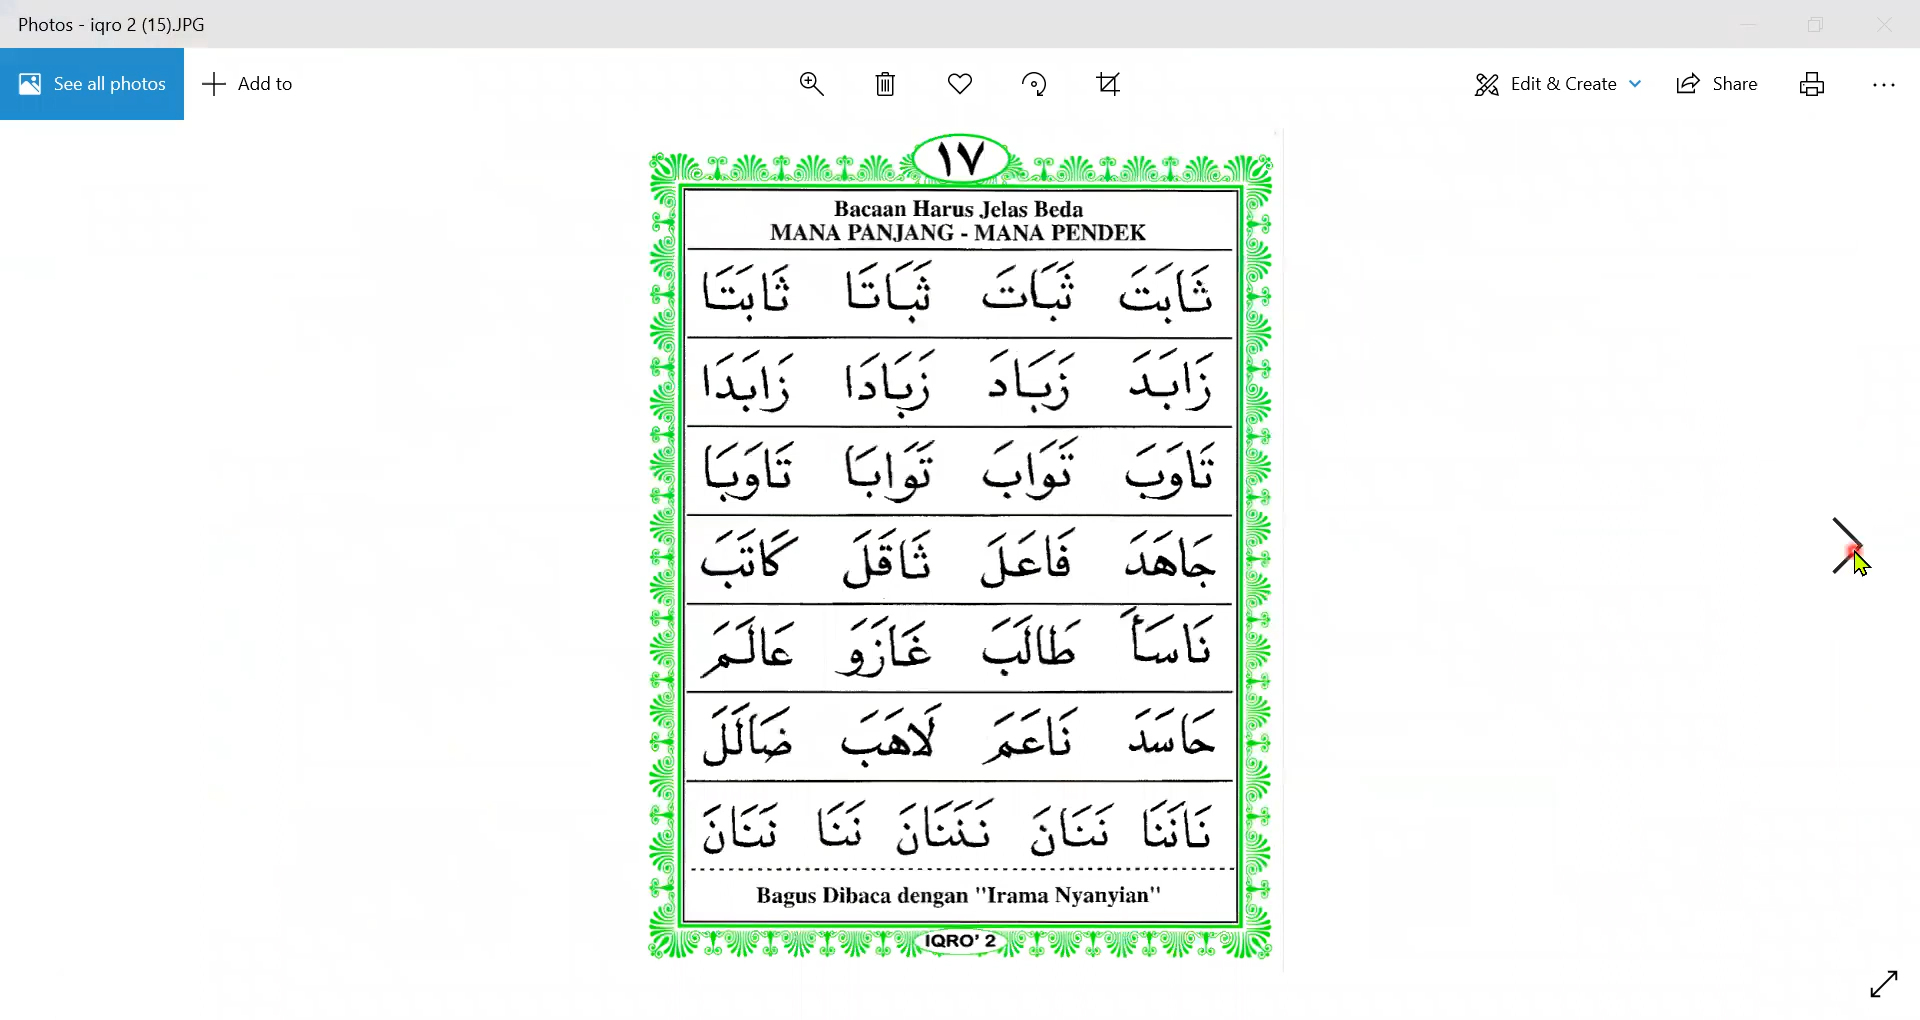 Photos - iqro 2 (15).JPG
See all photos
Add to
Edit & Create
Share
١٧
Bacaan Harus Jelas Beda
MANA PANJANG - MANA PENDEK
ثَابَتَ ثَبَاتَ ثَبَاتَا ثَابَتَا
زَابَدَ زَبَادَ زَبَادَا زَابَدَا
تَاوَبَ تَوَابَ تَوَابَا تَاوَبَا
جَاهَدَ فَاعَلَ ثَاقَلَ كَاتَبَ
نَاسَأَ طَالَبَ غَازَوَ عَالَمَ
حَاسَدَ نَاعَمَ لَاهَبَ ضَالَلَ
نَانَنَا نَنَانَ نَنَنَانَ نَنَا نَنَانَ
Bagus Dibaca dengan "Irama Nyanyian"
IQRO' 2